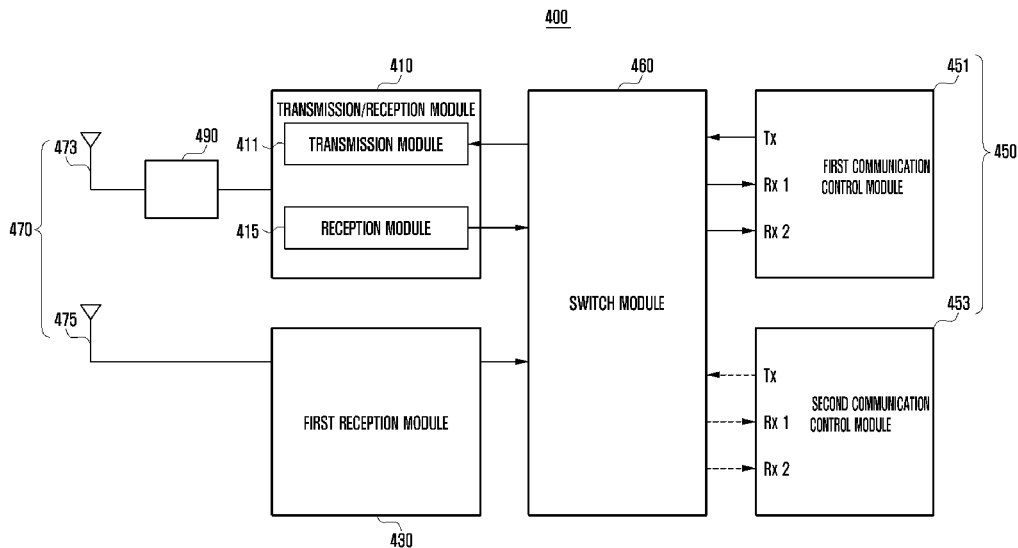 400
410
460
451
TRANSMISSION/RECEPTION MODULE
473
490
411
TRANSMISSION MODULE
Tx
FIRST COMMUNICATION
CONTROL MODULE
450
Rx 1
470
415
RECEPTION MODULE
Rx 2
SWITCH MODULE
453
475
Tx
SECOND COMMUNICATION
CONTROL MODULE
FIRST RECEPTION MODULE
Rx 1
Rx 2
430